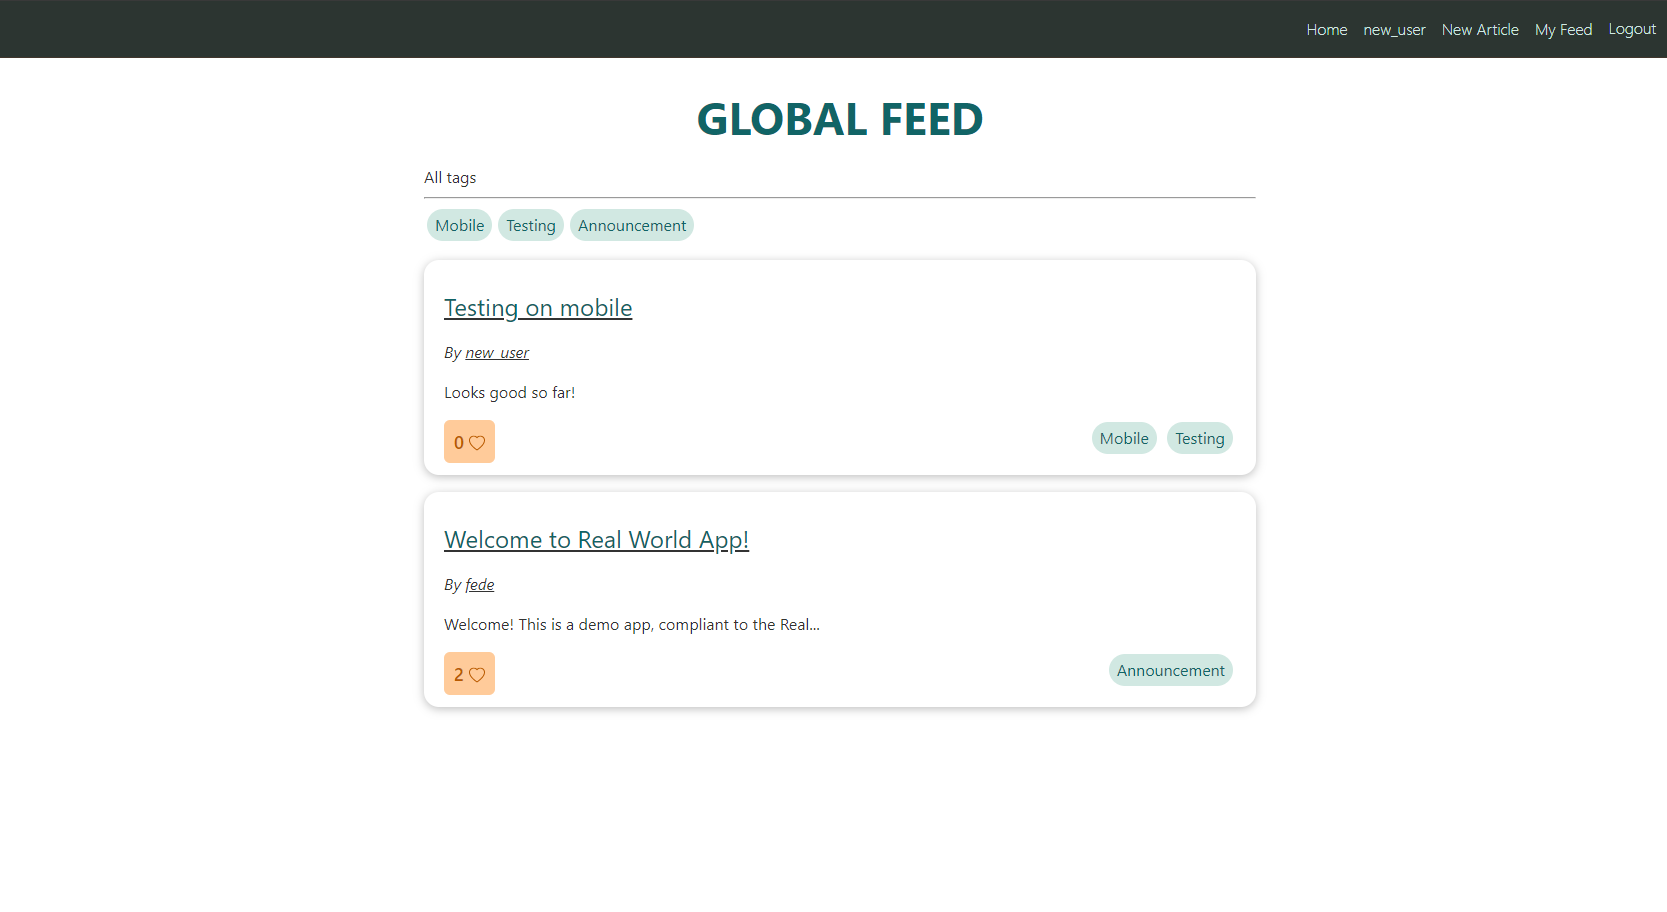 Home new_user New Article My Feed Logout
GLOBAL FEED
All tags
Mobile Testing Announcement
Testing on mobile
By new_user
Looks good so far!
0
Mobile Testing
Welcome to Real World App!
By fede
Welcome! This is a demo app, compliant to the Real...
2
Announcement